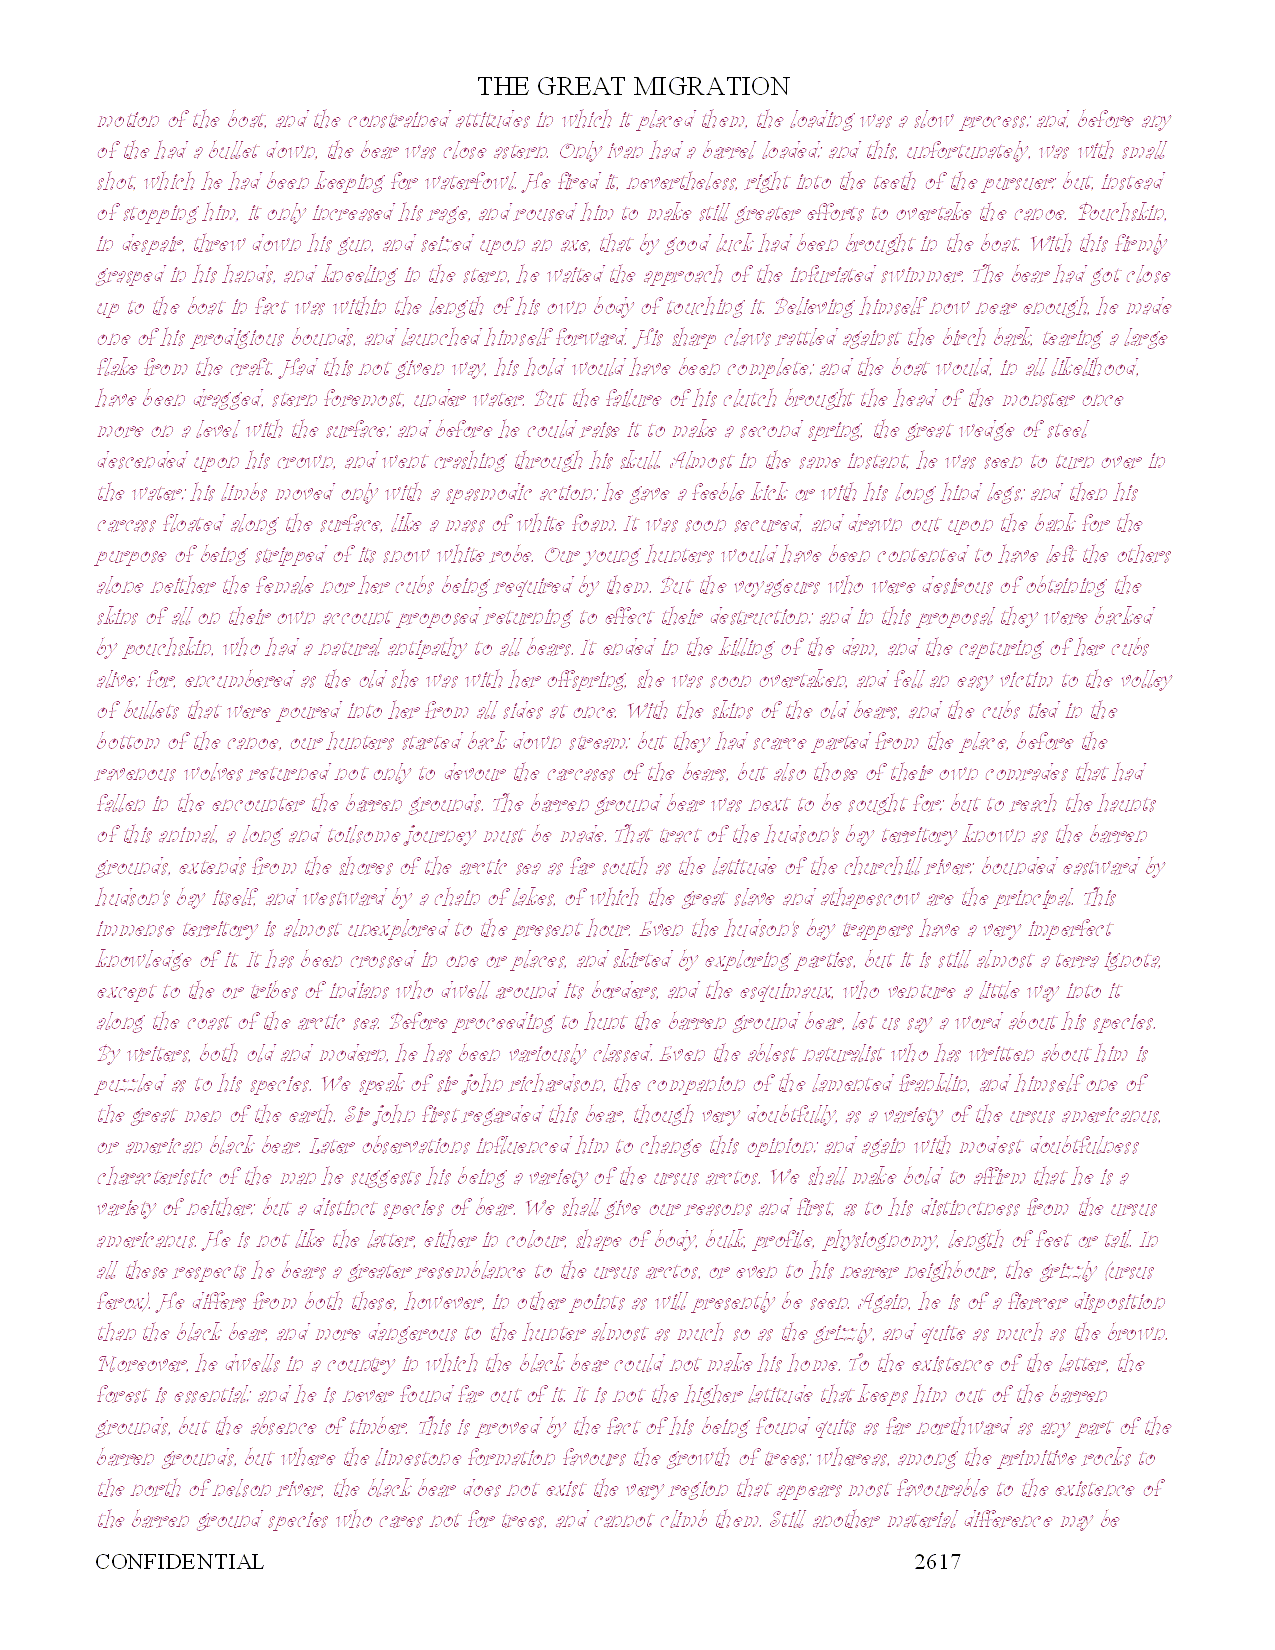 THE GREAT MIGRATION
motion of the boat, and the constrained attitudes in which it placed them, the loading was a slow process; and, before any
of the had a bullet down, the bear was close astern. Only ivan had a barrel loaded; and this, unfortunately, was with small
shot, which he had been keeping for waterfowl. He fired it, nevertheless, right into the teeth of the pursuer; but, instead
of stopping him, it only increased his rage, and roused him to make still greater efforts to overtake the canoe. Pouchskin,
in despair, threw down his gun, and seized upon an axe, that by good luck had been brought in the boat. With this firmly
grasped in his hands, and kneeling in the stern, he waited the approach of the infuriated swimmer. The bear had got close
up to the boat in fact was within the length of his own body of touching it. Believing himself now near enough, he made
one of his prodigious bounds, and launched himself forward. His sharp claws rattled against the birch bark, tearing a large
flake from the craft. Had this not given way, his hold would have been complete; and the boat would, in all likelihood,
have been dragged, stern foremost, under water. But the failure of his clutch brought the head of the monster once
more on a level with the surface; and before he could raise it to make a second spring, the great wedge of steel
descended upon his crown, and went crashing through his skull. Almost in the same instant, he was seen to turn over in
the water; his limbs moved only with a spasmodic action; he gave a feeble kick or with his long hind legs; and then his
carcass floated along the surface, like a mass of white foam. It was soon secured, and drawn out upon the bank for the
purpose of being stripped of its snow white robe. Our young hunters would have been contented to have left the others
alone neither the female nor her cubs being required by them. But the voyageurs who were desirous of obtaining the
skins of all on their own account proposed returning to effect their destruction; and in this proposal they were backed
by pouchskin, who had a natural antipathy to all bears. It ended in the killing of the dam, and the capturing of her cubs
alive; for, encumbered as the old she was with her offspring, she was soon overtaken, and fell an easy victim to the volley
of bullets that were poured into her from all sides at once. With the skins of the old bears, and the cubs tied in the
bottom of the canoe, our hunters started back down stream; but they had scarce parted from the place, before the
ravenous wolves returned not only to devour the carcases of the bears, but also those of their own comrades that had
fallen in the encounter the barren grounds. The barren ground bear was next to be sought for; but to reach the haunts
of this animal, a long and toilsome journey must be made. That tract of the hudson's bay territory known as the barren
grounds, extends from the shores of the arctic sea as far south as the latitude of the churchill river; bounded eastward by
hudson's bay itself, and westward by a chain of lakes, of which the great slave and athapescow are the principal. This
immense territory is almost unexplored to the present hour. Even the hudson's bay trappers have a very imperfect
knowledge of it. It has been crossed in one or places, and skirted by exploring parties, but it is still almost a terra ignota,
except to the or tribes of indians who dwell around its borders, and the esquimaux, who venture a little way into it
along the coast of the arctic sea. Before proceeding to hunt the barren ground bear, let us say a word about his species.
By writers, both old and modern, he has been variously classed. Even the ablest naturalist who has written about him is
puzzled as to his species. We speak of sir john richardson, the companion of the lamented franklin, and himself one of
the great men of the earth. Sir john first regarded this bear, though very doubtfully, as a variety of the ursus americanus,
or american black bear. Later observations influenced him to change this opinion; and again with modest doubtfulness
characteristic of the man he suggests his being a variety of the ursus arctos. We shall make bold to affirm that he is a
variety of neither; but a distinct species of bear. We shall give our reasons and first, as to his distinctness from the ursus
americanus. He is not like the latter, either in colour, shape of body, bulk, profile, physiognomy, length of feet or tail. In
all these respects he bears a greater resemblance to the ursus arctos, or even to his nearer neighbour, the grizzly (ursus
ferox). He differs from both these, however, in other points as will presently be seen. Again, he is of a fiercer disposition
than the black bear, and more dangerous to the hunter almost as much so as the grizzly, and quite as much as the brown.
Moreover, he dwells in a country in which the black bear could not make his home. To the existence of the latter, the
forest is essential; and he is never found far out of it. It is not the higher latitude that keeps him out of the barren
grounds, but the absence of timber. This is proved by the fact of his being found quits as far northward as any part of the
barren grounds, but where the limestone formation favours the growth of trees; whereas, among the primitive rocks to
the north of nelson river, the black bear does not exist the very region that appears most favourable to the existence of
the barren ground species who cares not for trees, and cannot climb them. Still another material difference may be
CONFIDENTIAL 2617